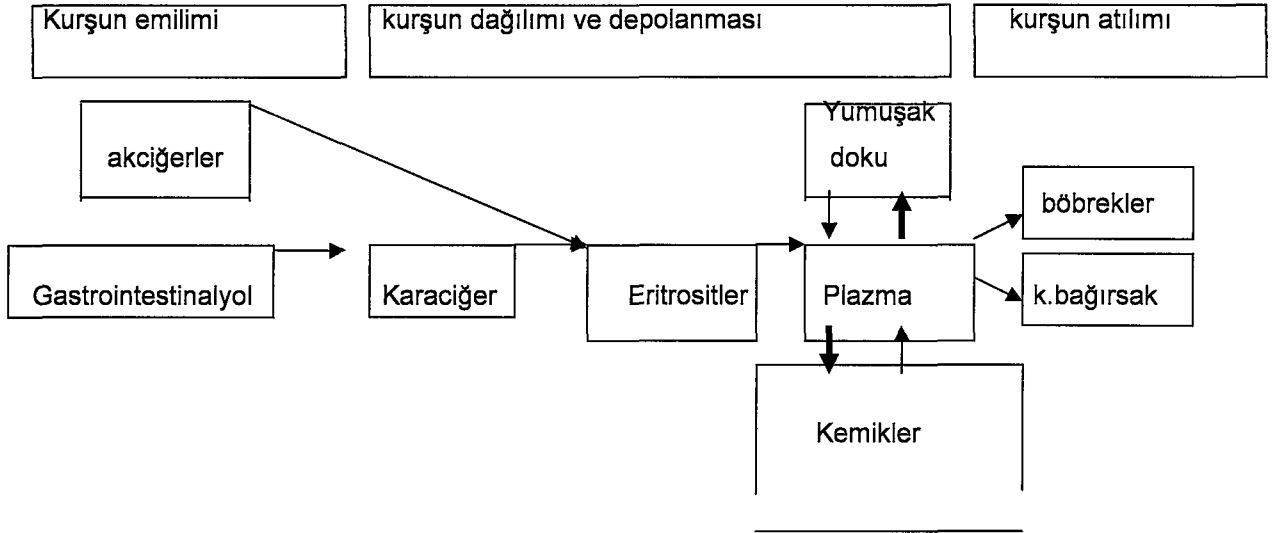 Kurşun emilimi
kurşun dağılımı ve depolanması
kurşun atılımı
akciğerler
Yumuşak
doku
böbrekler
Gastrointestinalyol
Karaciğer
Eritrositler
Plazma
k.bağırsak
Kemikler